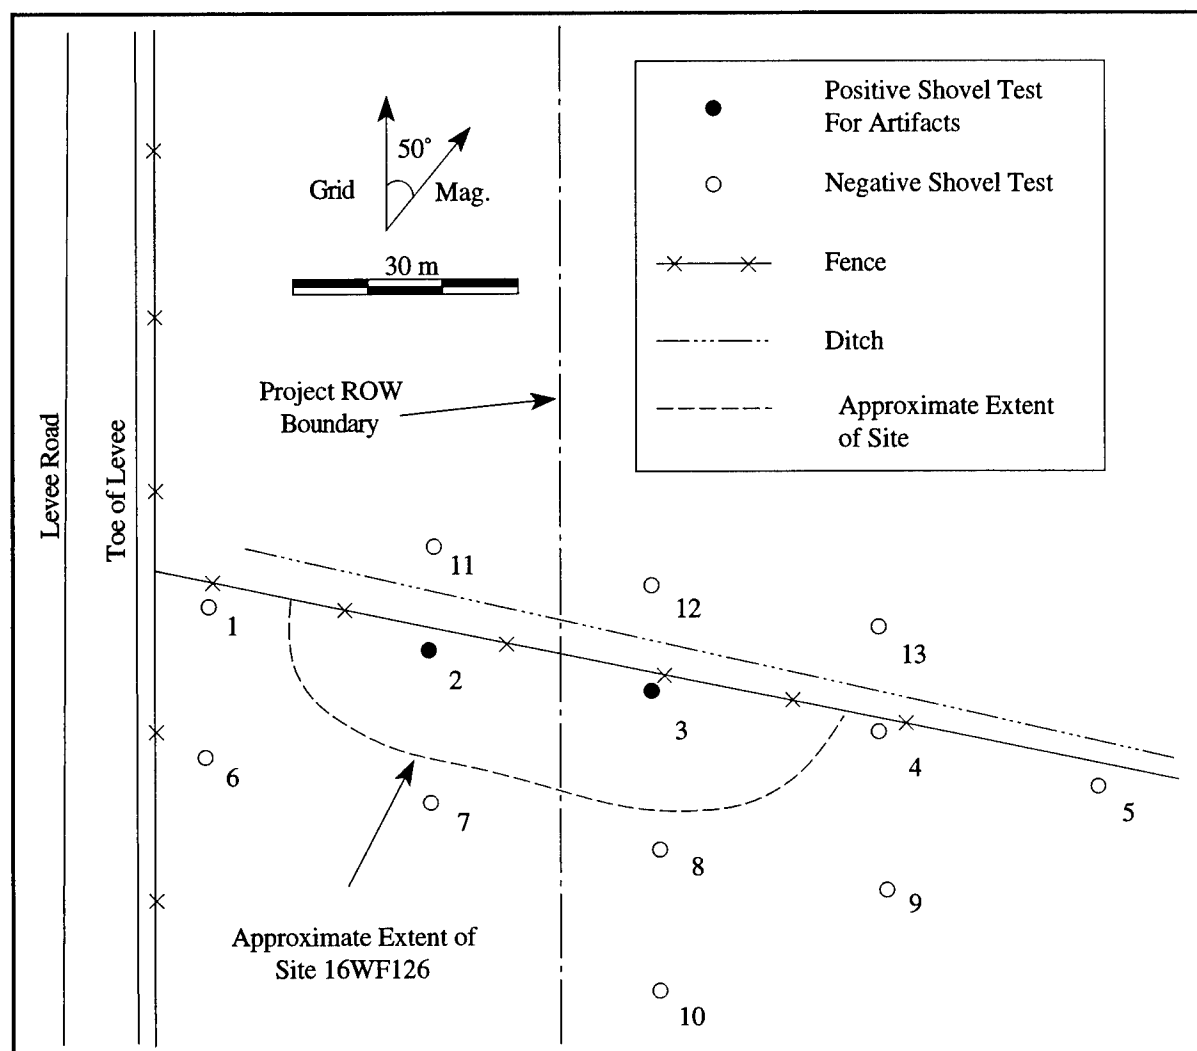 Positive Shovel Test
For Artifacts
Negative Shovel Test
Fence
Ditch
Approximate Extent
of Site
50°
Grid
Mag.
30 m
Project ROW
Boundary
Levee Road
Toe of Levee
11
12
13
1
2
3
4
5
6
7
8
9
10
Approximate Extent of
Site 16WF126